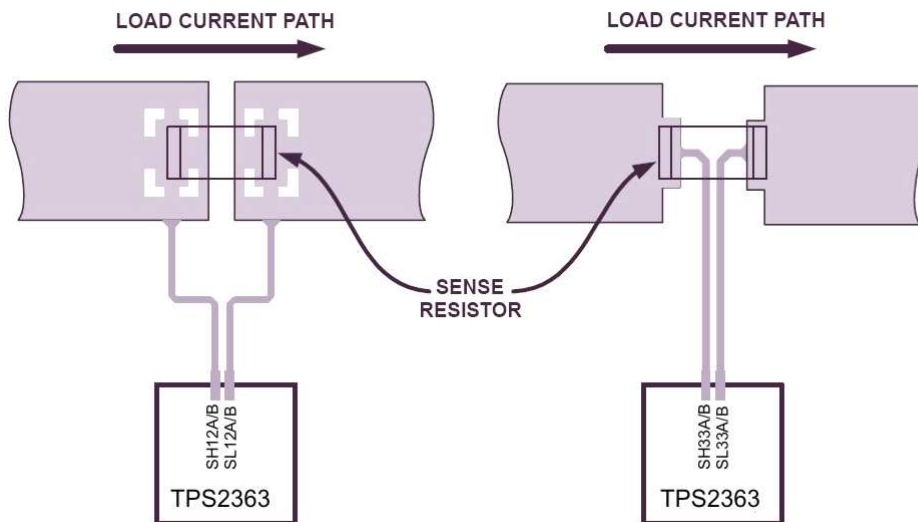 LOAD CURRENT PATH
LOAD CURRENT PATH
SENSE
RESISTOR
SH12A/B
SL12A/B
TPS2363
SH33A/B
SL33A/B
TPS2363